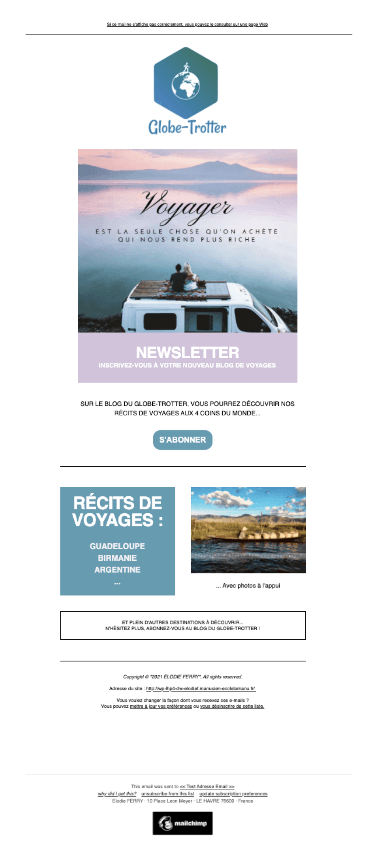 Si ce mail ne s'affiche pas correctement, vous pouvez le consulter sur une page Web
Globe-Trotter
Voyager
EST LA SEULE CHOSE QU'ON ACHÈTE
QUI NOUS REND PLUS RICHE
NEWSLETTER
INSCRIVEZ-VOUS À VOTRE NOUVEAU BLOG DE VOYAGES
SUR LE BLOG DU GLOBE-TROTTER, VOUS POURREZ DÉCOUVRIR NOS
RÉCITS DE VOYAGES AUX 4 COINS DU MONDE...
S'ABONNER
RÉCITS DE
VOYAGES :
GUADELOUPE
BIRMANIE
ARGENTINE
...
... Avec photos à l'appui
ET PLEIN D'AUTRES DESTINATIONS À DÉCOUVRIR...
N'HÉSITEZ PLUS, ABONNEZ-VOUS AU BLOG DU GLOBE-TROTTER !
Copyright © *2021 ÉLODIE FERRY*, All rights reserved.
Adresse du site :
Vous voulez changer la façon dont vous recevez ces e-mails ?
Vous pouvez mettre à jour vos préférences ou vous désinscrire de cette liste.
This email was sent to << Test Adresse Email >>
why did I get this? unsubscribe from this list update subscription preferences
Elodie FERRY · 10 Place Leon Meyer · LE HAVRE 76600 · France
mailchimp